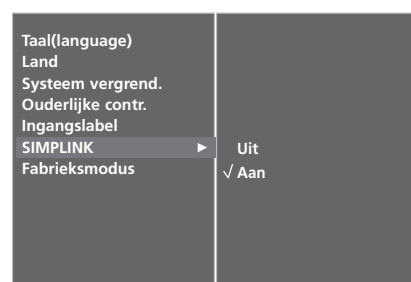 Taal(language)
Land
Systeem vergrend.
Ouderlijke contr.
Ingangslabel
SIMPLINK ►
Fabrieksmodus
Uit
√ Aan